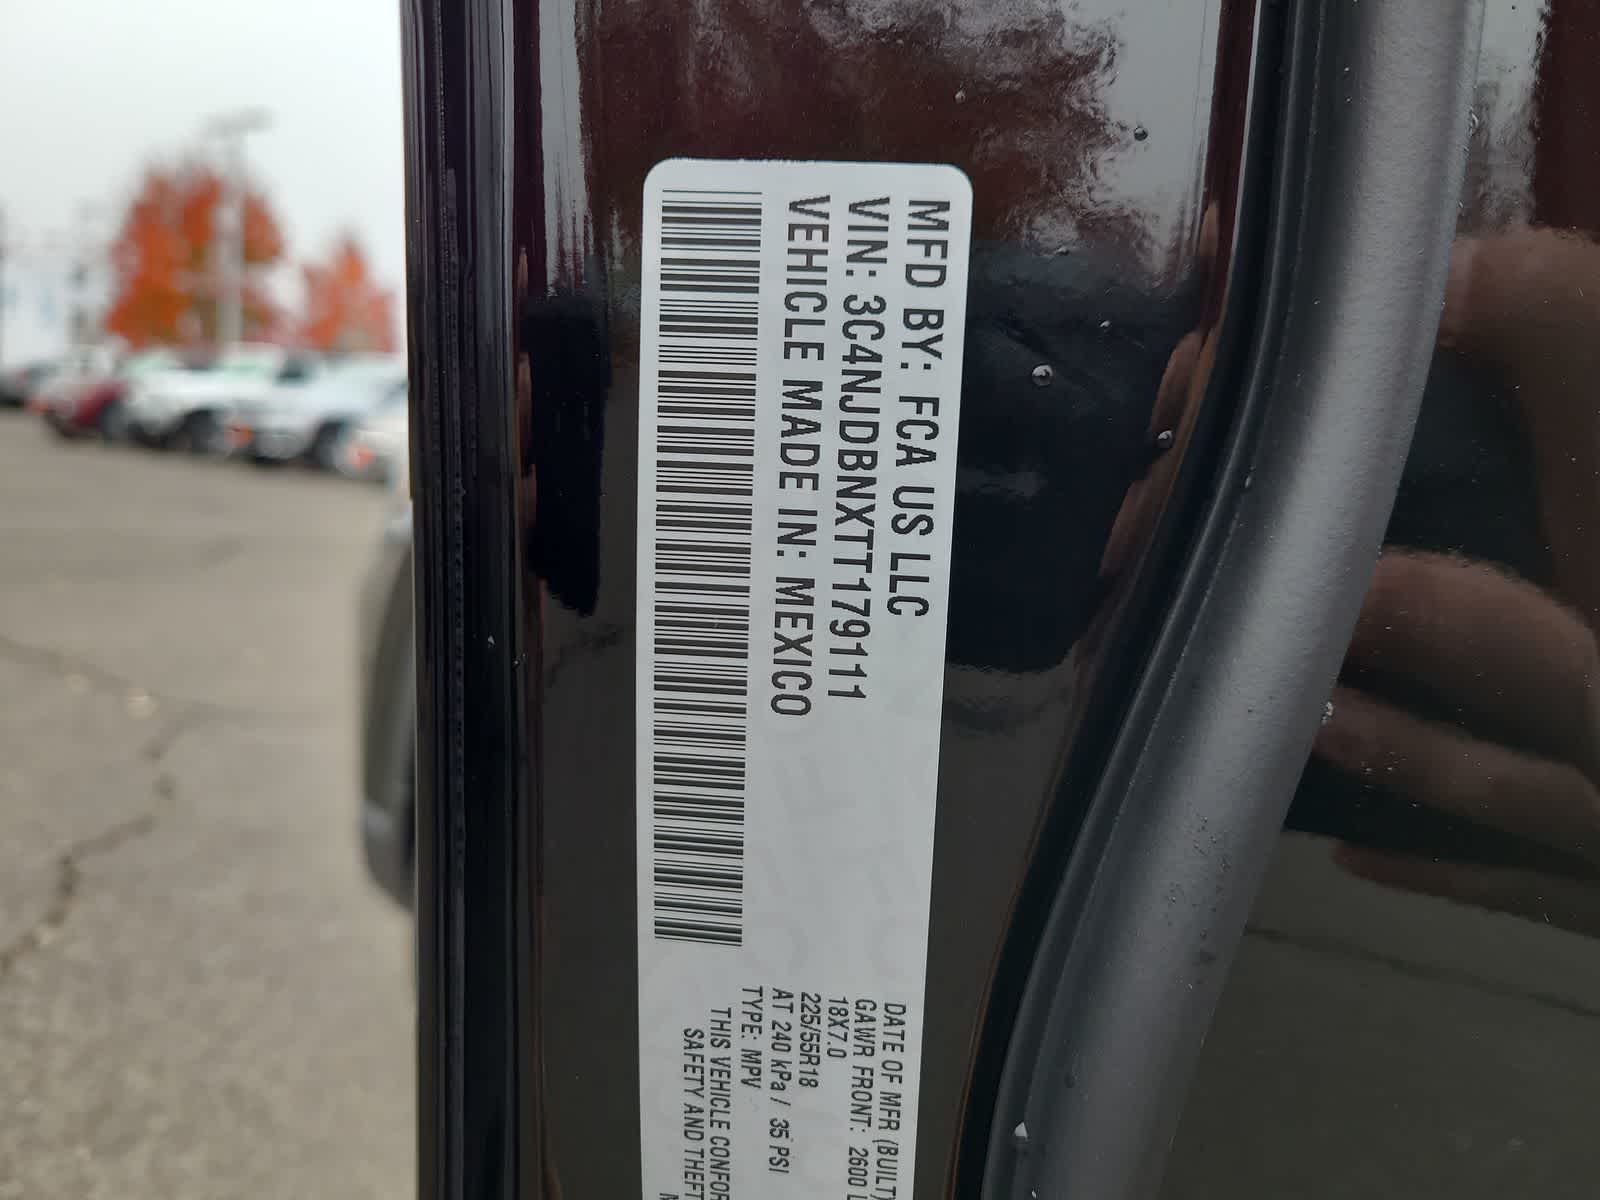 MFD BY: FCA US LLC
VIN: 3C4NJDBNXTT179111
VEHICLE MADE IN: MEXICO
DATE OF MFR (BUILT)
GAWR FRONT: 2600 L
18X7.0
225/55R18
AT 240 kPa / 35 PSI
TYPE: MPV
THIS VEHICLE CONFOR
SAFETY AND THEFT